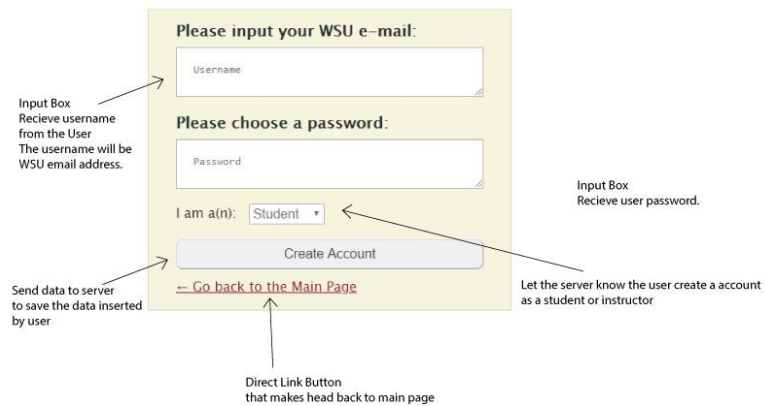 Please input your WSU e-mail:
Username
Input Box
Recieve username
from the User
The username will be
WSU email address.
Please choose a password:
Password
Input Box
Recieve user password.
I am a(n): Student
Create Account
Send data to server
to save the data inserted
by user
← Go back to the Main Page
Let the server know the user create a account
as a student or instructor
Direct Link Button
that makes head back to main page